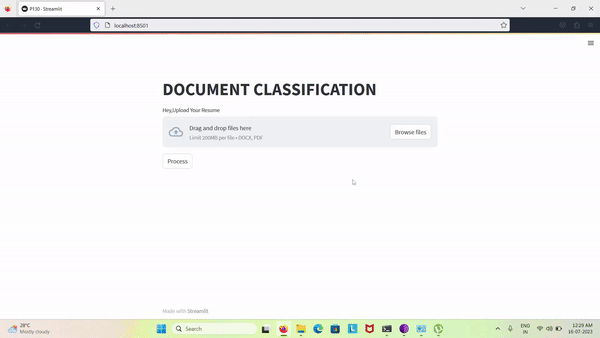 P130 - Streamlit
localhost:8501
DOCUMENT CLASSIFICATION
Hey,Upload Your Resume
Drag and drop files here
Limit 200MB per file • DOCX, PDF
Browse files
Process
Made with Streamlit
28°C
Mostly cloudy
Search
ENG
IN
12:29 AM
16-07-2023